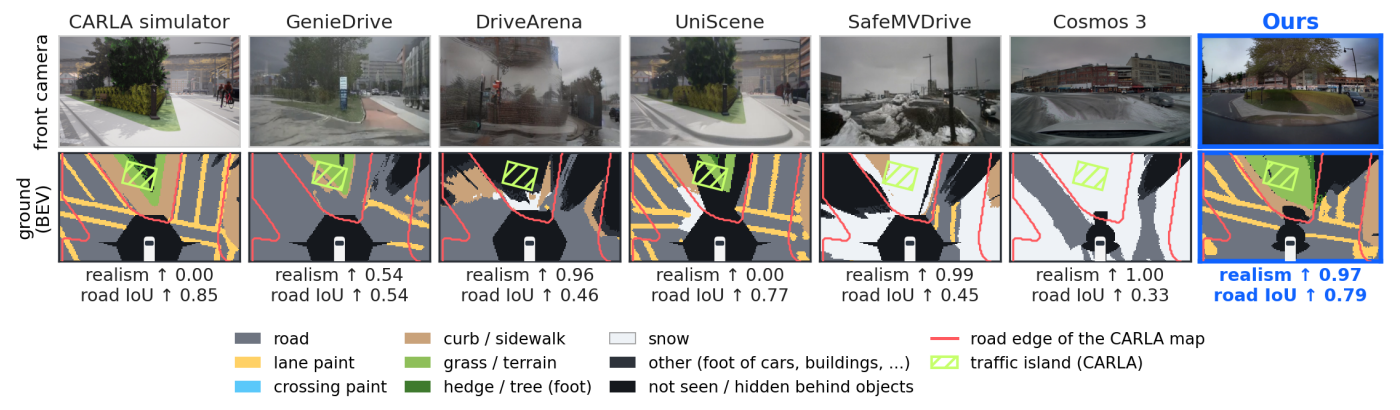 CARLA simulator GenieDrive DriveArena UniScene SafeMVDrive Cosmos 3 Ours
front camera
ground
(BEV)
realism ↑ 0.00 realism ↑ 0.54 realism ↑ 0.96 realism ↑ 0.00 realism ↑ 0.99 realism ↑ 1.00 realism ↑ 0.97
road IoU ↑ 0.85 road IoU ↑ 0.54 road IoU ↑ 0.46 road IoU ↑ 0.77 road IoU ↑ 0.45 road IoU ↑ 0.33 road IoU ↑ 0.79
road curb / sidewalk snow road edge of the CARLA map
lane paint grass / terrain other (foot of cars, buildings, ...) traffic island (CARLA)
crossing paint hedge / tree (foot) not seen / hidden behind objects